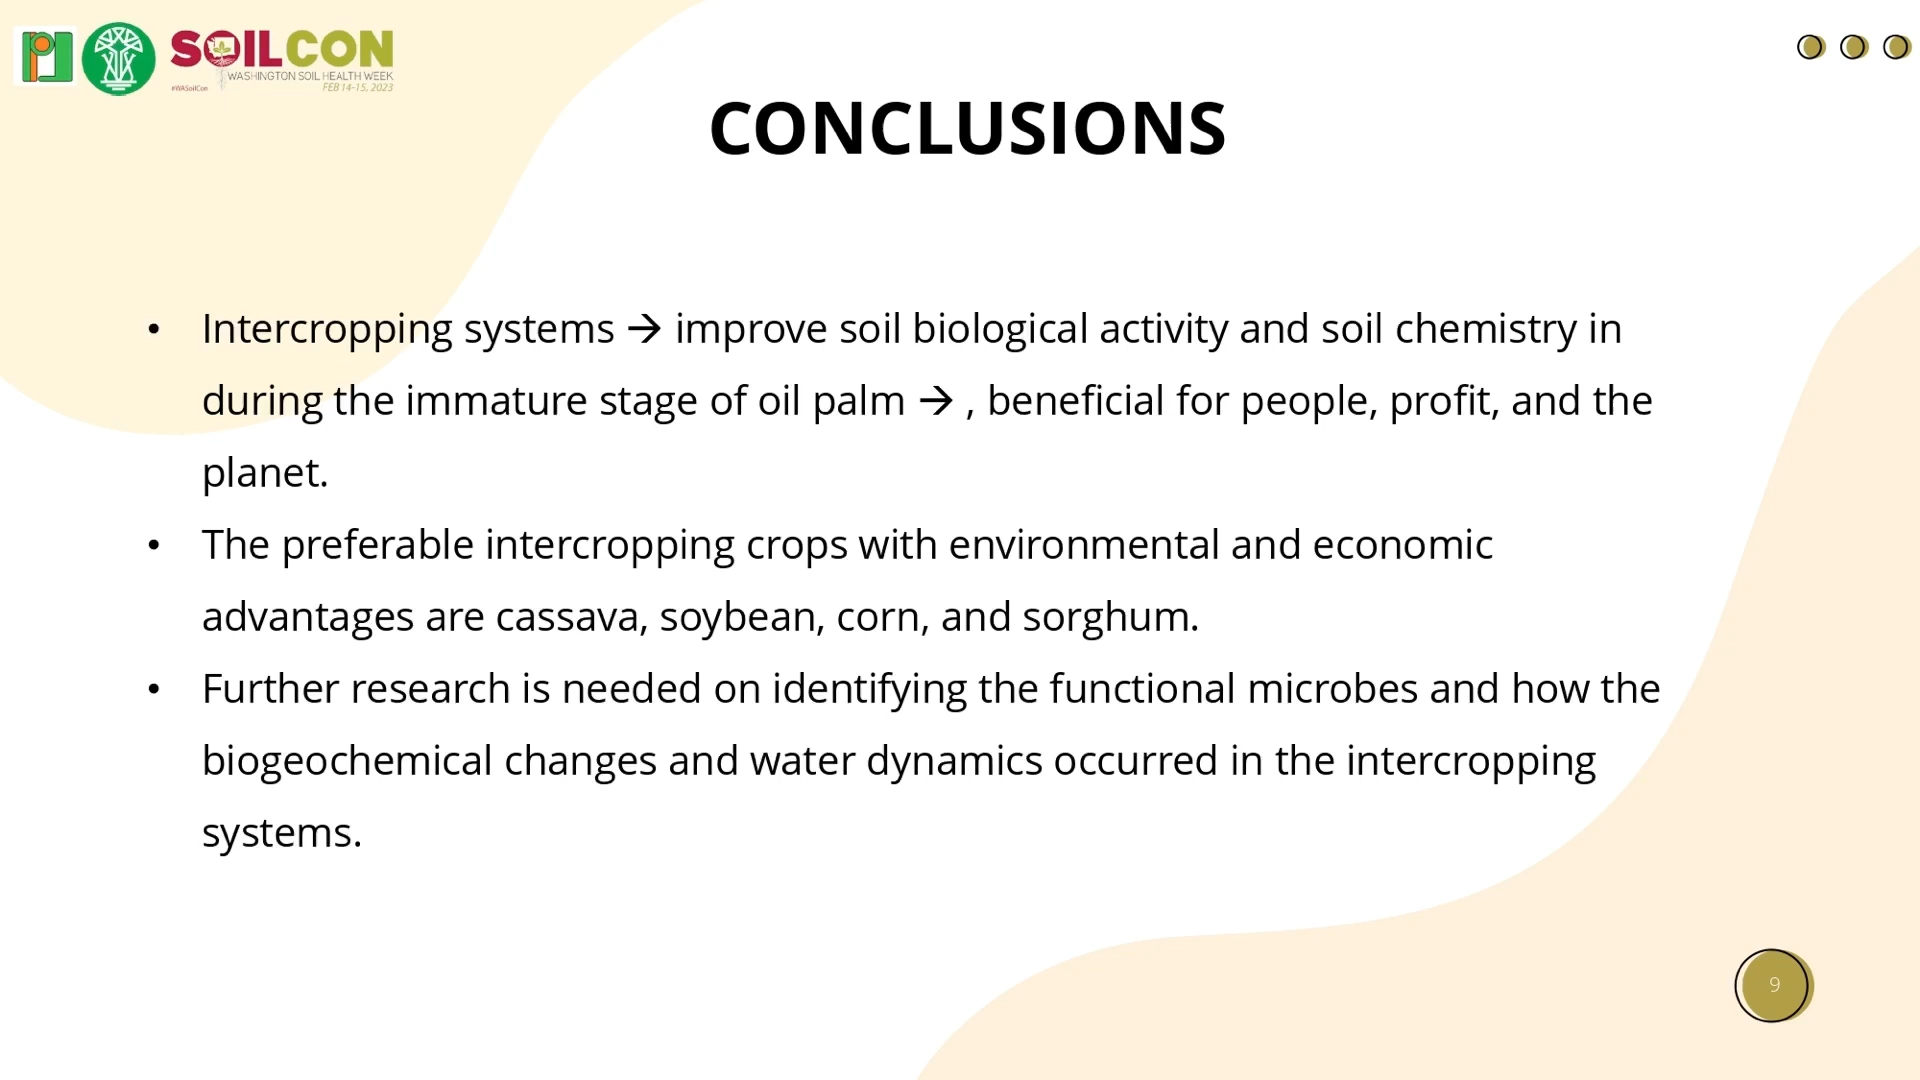 SOILCON
WASHINGTON SOIL HEALTH WEEK
#WASoilCon
FEB 14-15, 2023
CONCLUSIONS
• Intercropping systems → improve soil biological activity and soil chemistry in
during the immature stage of oil palm → , beneficial for people, profit, and the
planet.
• The preferable intercropping crops with environmental and economic
advantages are cassava, soybean, corn, and sorghum.
• Further research is needed on identifying the functional microbes and how the
biogeochemical changes and water dynamics occurred in the intercropping
systems.
9